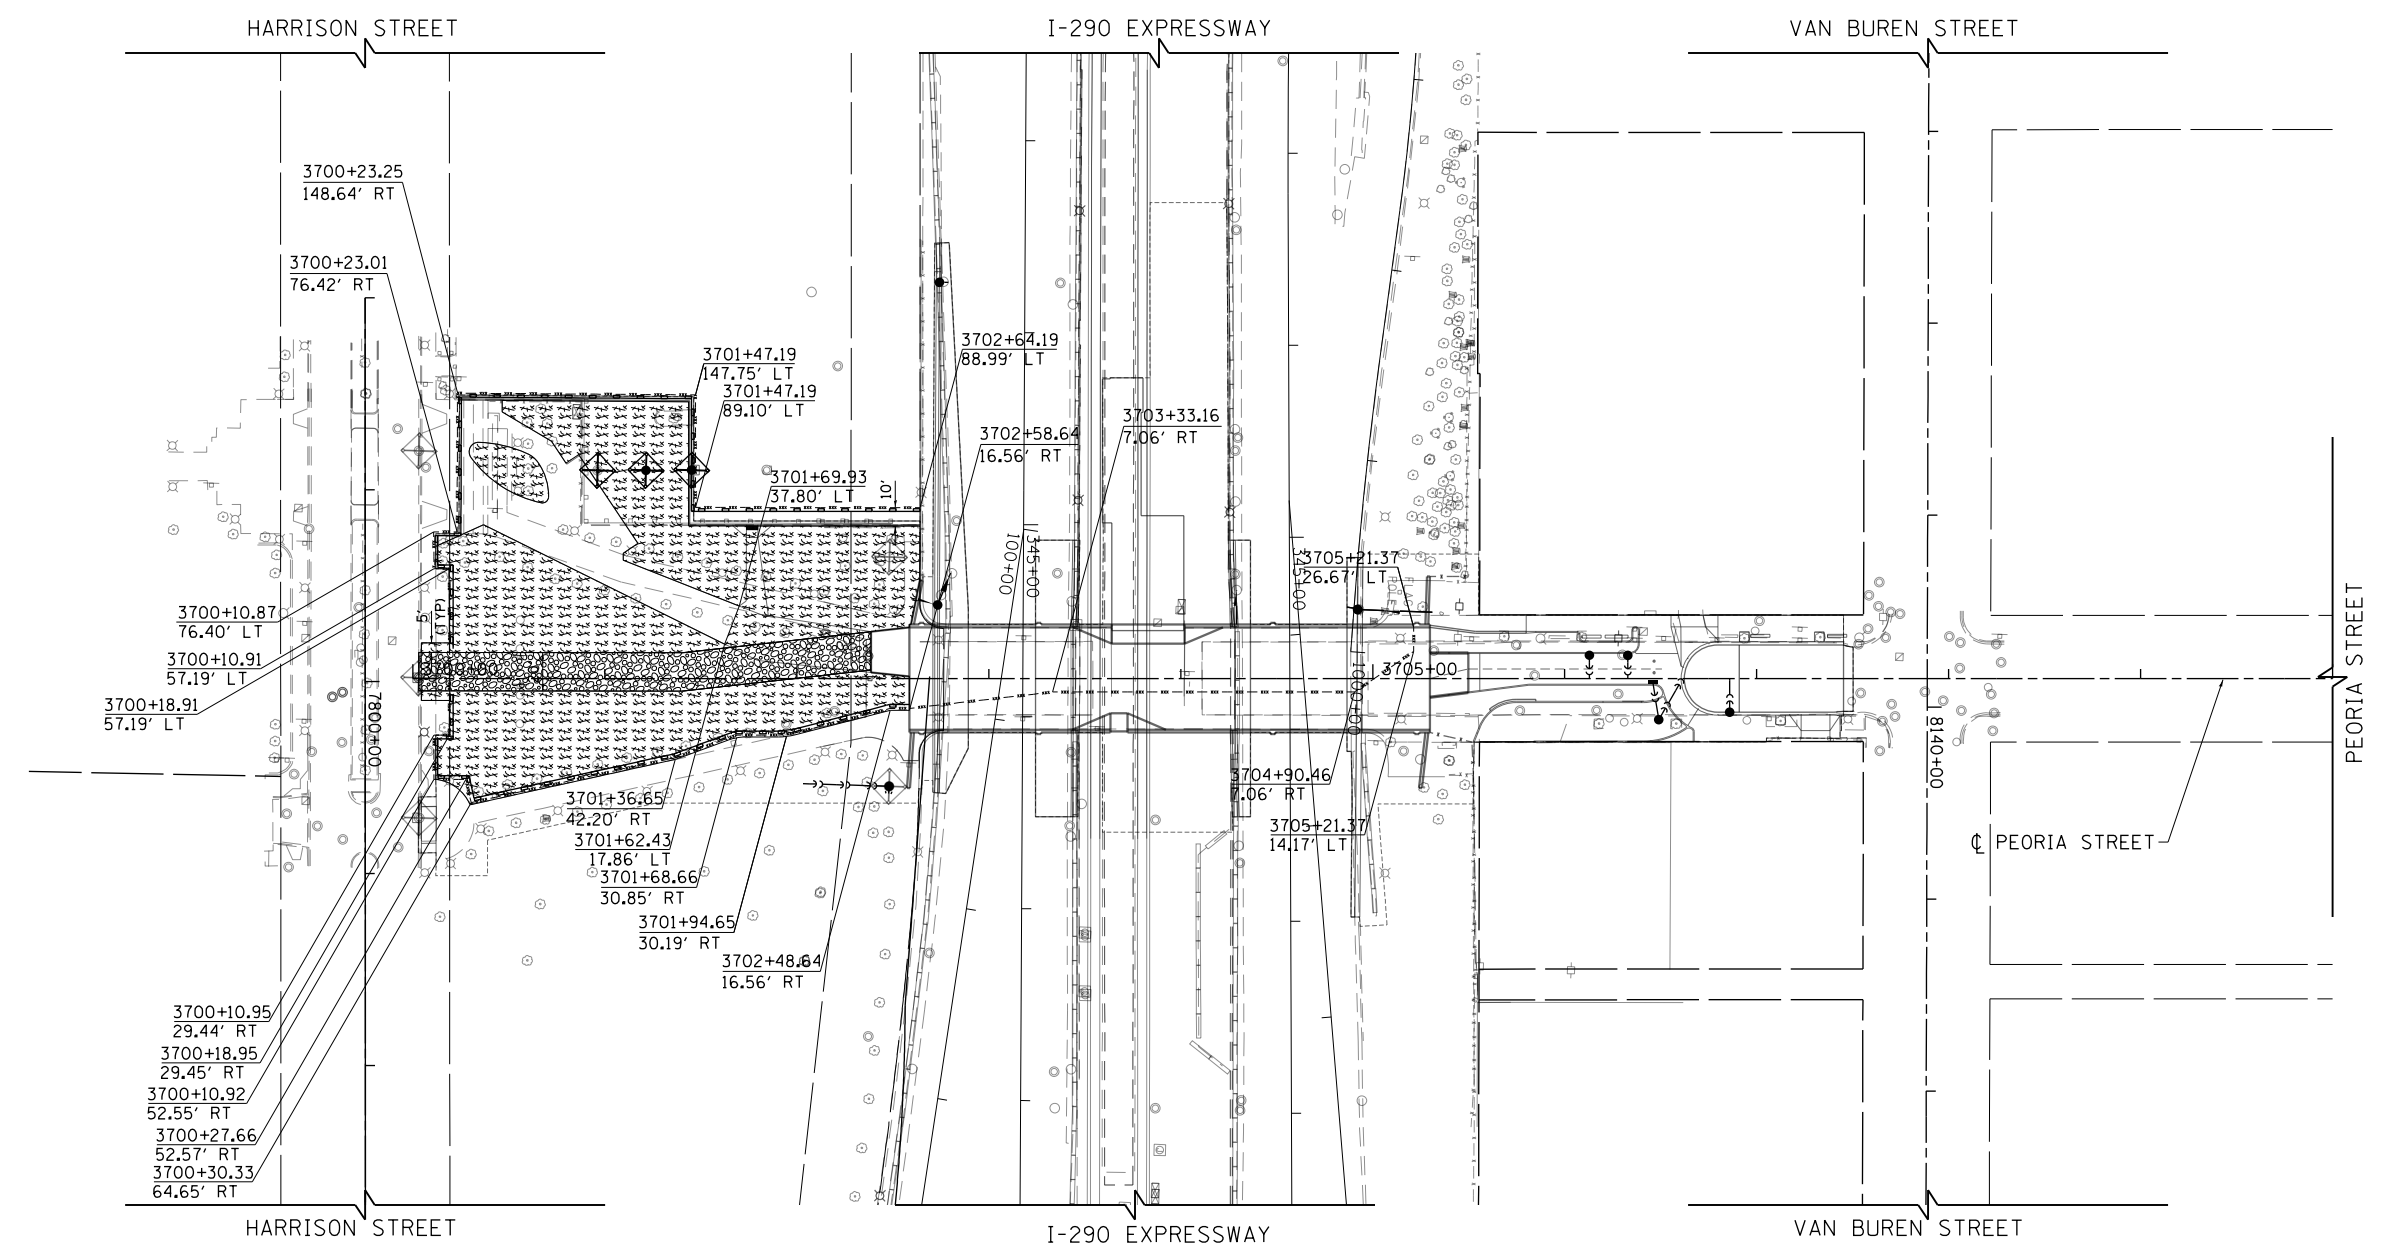 HARRISON STREET
I-290 EXPRESSWAY
VAN BUREN STREET
3700+23.25
148.64' RT
3700+23.01
76.42' RT
3701+47.19
147.75' LT
3701+47.19
89.10' LT
3702+64.19
88.99' LT
3702+58.64
16.56' RT
3703+33.16
7.06' RT
3701+69.93
37.80' LT
10'
100+00
1345+00
345+00
3705+21.37
26.67' LT
3700+10.87
76.40' LT
3700+10.91
57.19' LT
3700+18.91
57.19' LT
5'
(TYP)
7800+00
3705+00
1000+00
8140+00
PEORIA STREET
℄ PEORIA STREET
3704+90.46
7.06' RT
3705+21.37
14.17' LT
3701+36.65
42.20' RT
3701+62.43
17.86' LT
3701+68.66
30.85' RT
3701+94.65
30.19' RT
3702+48.64
16.56' RT
3700+10.95
29.44' RT
3700+18.95
29.45' RT
3700+10.92
52.55' RT
3700+27.66
52.57' RT
3700+30.33
64.65' RT
HARRISON STREET
I-290 EXPRESSWAY
VAN BUREN STREET